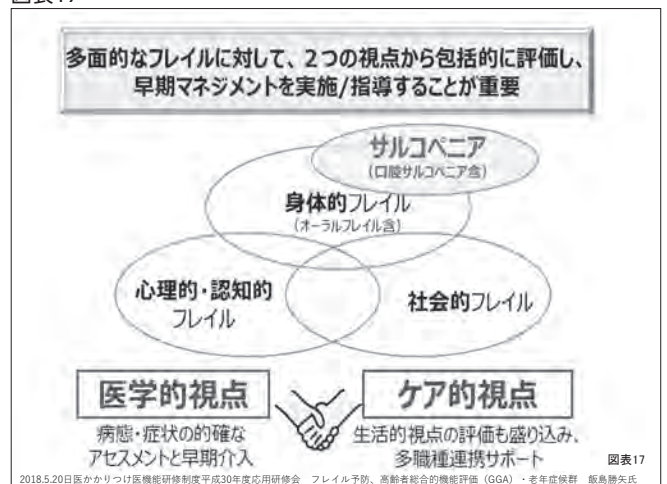 多面的なフレイルに対して、2つの視点から包括的に評価し、
早期マネジメントを実施/指導することが重要
サルコペニア
（口腔サルコペニア含）
身体的フレイル
（オーラルフレイル含）
心理的・認知的
フレイル
社会的フレイル
医学的視点
病態・症状の的確な
アセスメントと早期介入
ケア的視点
生活的視点の評価も盛り込み、
多職種連携サポート
図表17
2018.5.20日医かかりつけ医機能研修制度平成30年度応用研修会 フレイル予防、高齢者総合的機能評価（GGA）・老年症候群 飯島勝矢氏